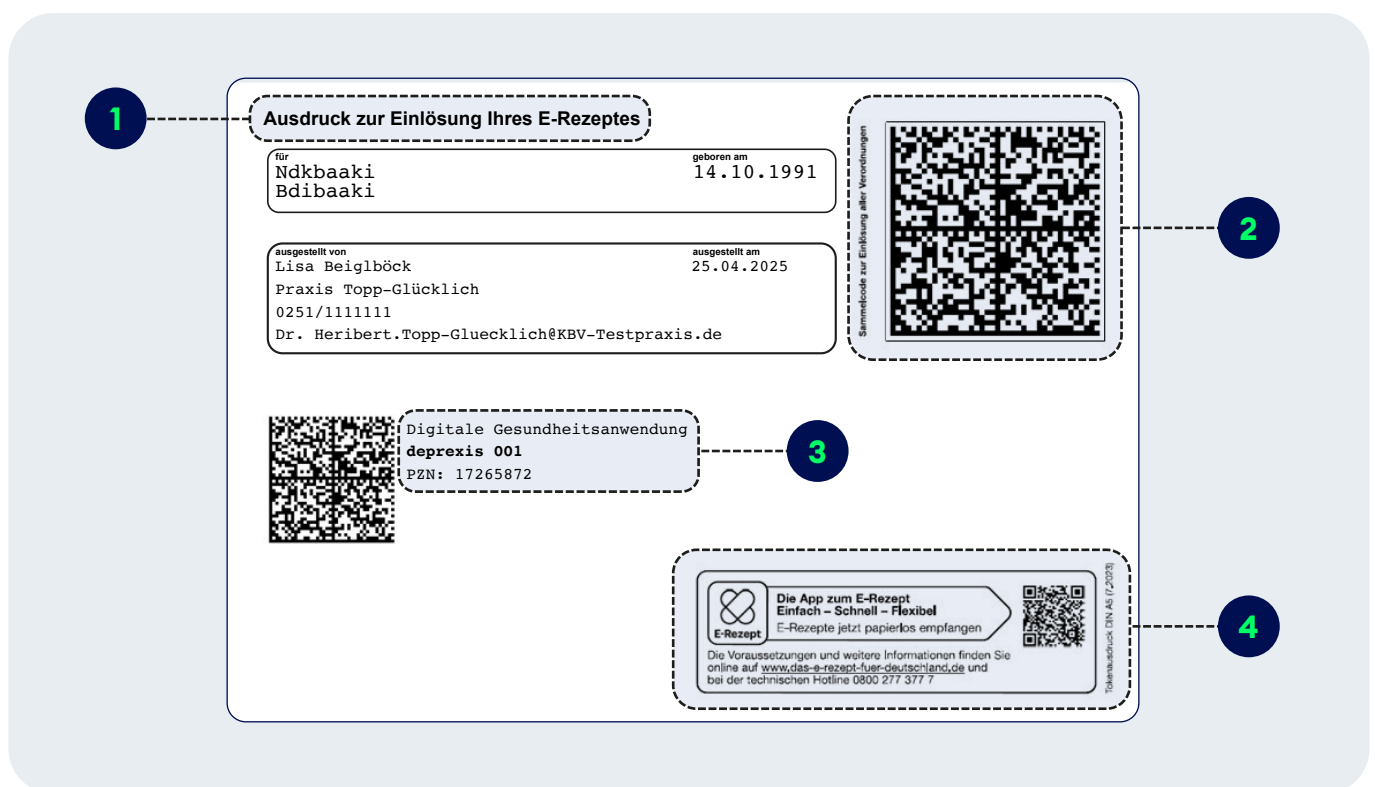 1
Ausdruck zur Einlösung Ihres E-Rezeptes
für
Ndkbaaki
Bdibaaki
geboren am
14.10.1991
ausgestellt von
Lisa Beiglböck
Praxis Topp-Glücklich
0251/1111111
Dr. Heribert.Topp-Gluecklich@KBV-Testpraxis.de
ausgestellt am
25.04.2025
Sammelcode zur Einlösung aller Verordnungen
2
Digitale Gesundheitsanwendung
deprexis 001
PZN: 17265872
3
E-Rezept
Die App zum E-Rezept
Einfach – Schnell – Flexibel
E-Rezepte jetzt papierlos empfangen
Die Voraussetzungen und weitere Informationen finden Sie
online auf www.das-e-rezept-fuer-deutschland.de und
bei der technischen Hotline 0800 277 377 7
Tokenausdruck DIN A5 (7.2023)
4